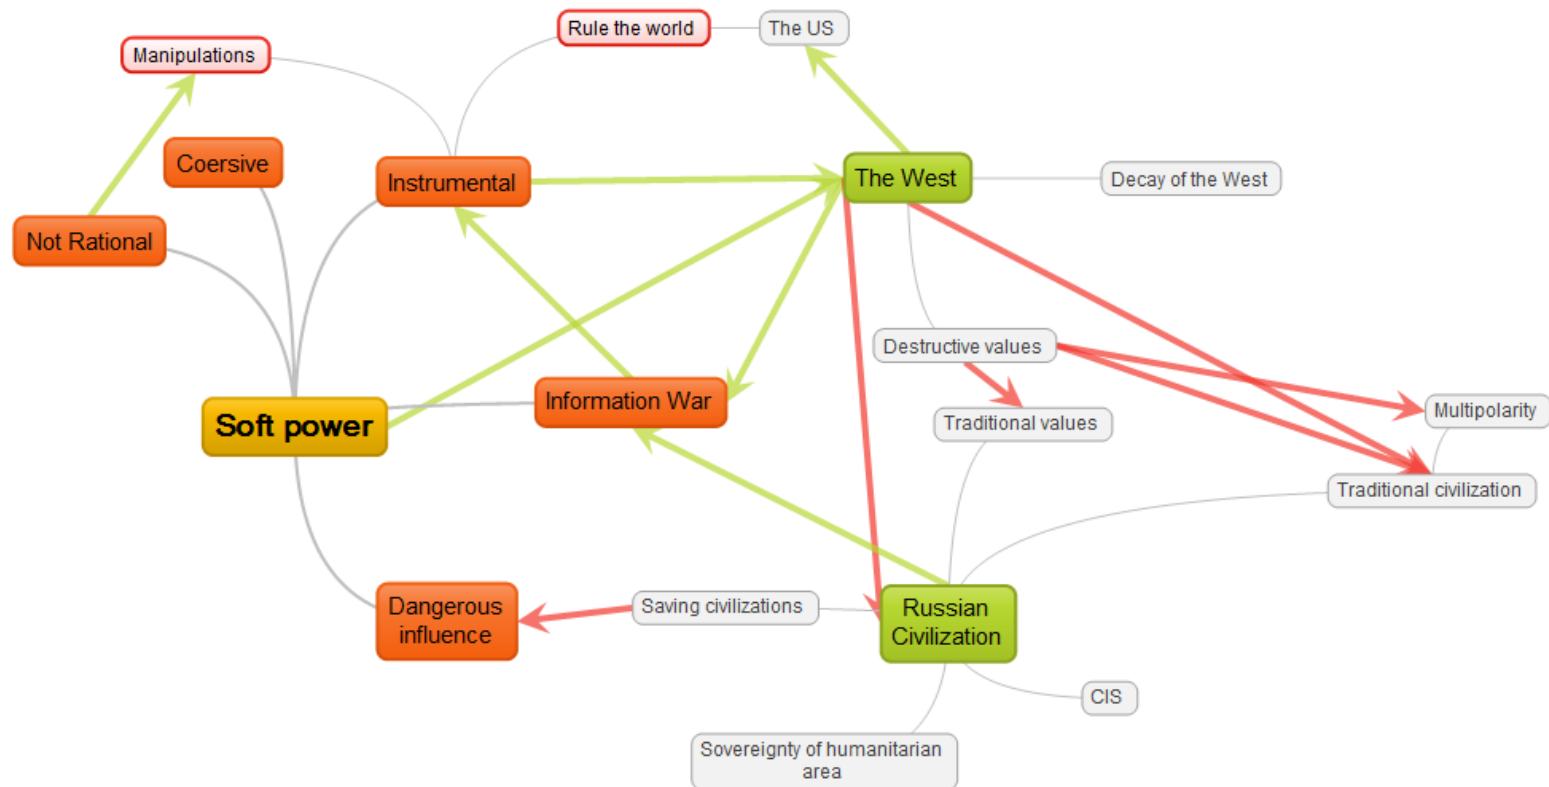 Rule the world
The US
Manipulations
Coersive
Instrumental
The West
Decay of the West
Not Rational
Destructive values
Information War
Multipolarity
Soft power
Traditional values
Traditional civilization
Dangerous
influence
Saving civilizations
Russian
Civilization
CIS
Sovereignty of humanitarian
area